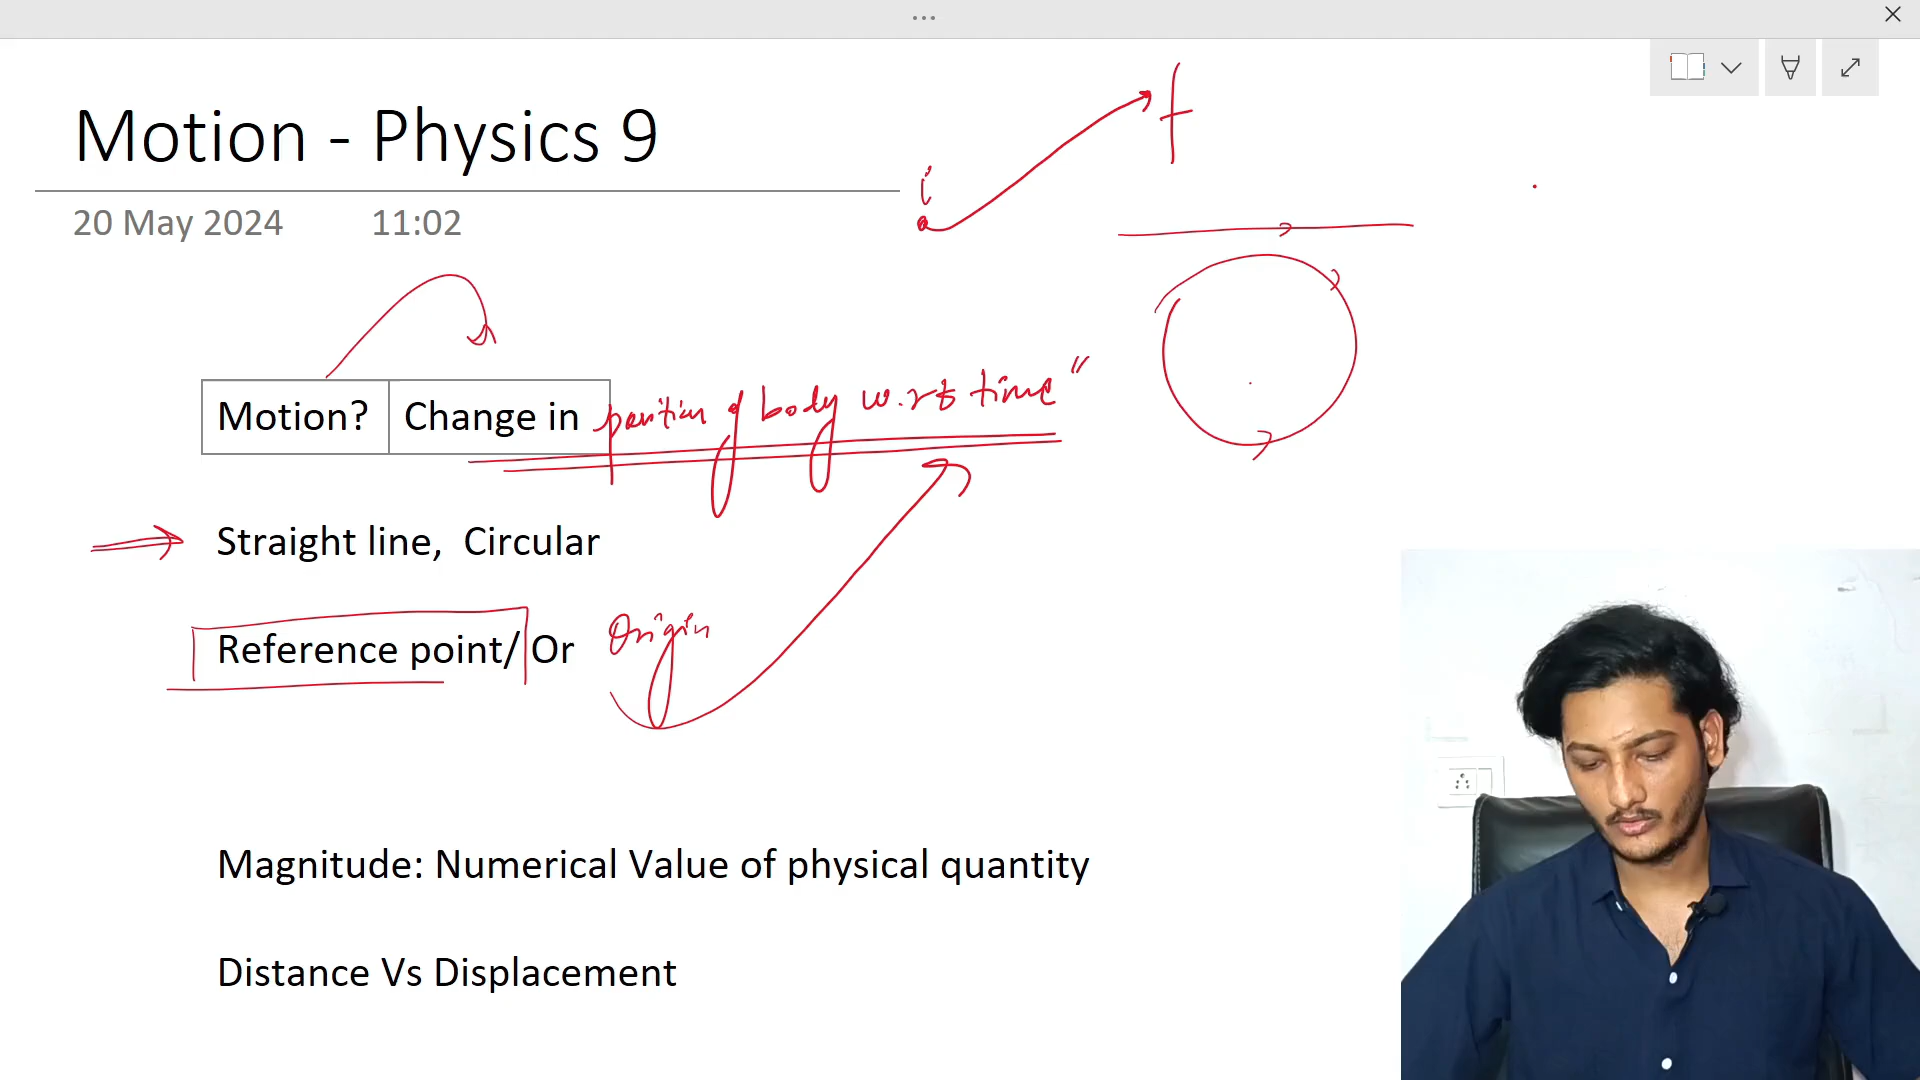 Motion - Physics 9
20 May 2024 11:02
i
f
Motion? Change in position of body w.r.t time "
Straight line, Circular
Reference point/ Or Origin
Magnitude: Numerical Value of physical quantity
Distance Vs Displacement